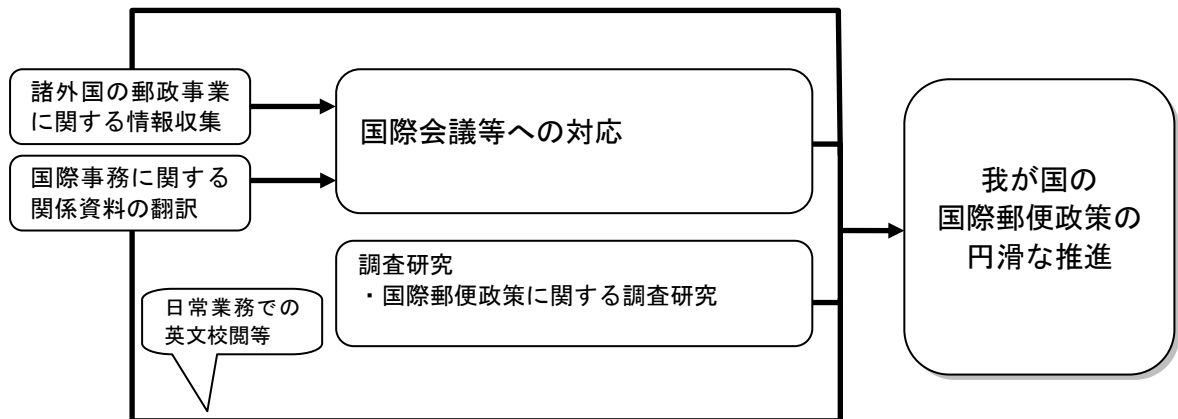 諸外国の郵政事業
に関する情報収集
国際事務に関する
関係資料の翻訳
国際会議等への対応
調査研究
・国際郵便政策に関する調査研究
日常業務での
英文校閲等
我が国の
国際郵便政策の
円滑な推進